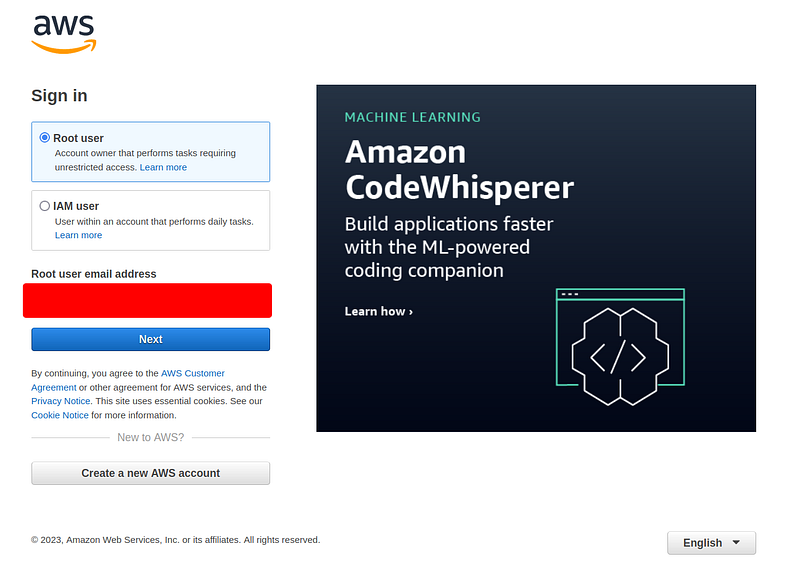 aws
Sign in
Root user
Account owner that performs tasks requiring
unrestricted access. Learn more
IAM user
User within an account that performs daily tasks.
Learn more
Root user email address
Next
By continuing, you agree to the AWS Customer
Agreement or other agreement for AWS services, and the
Privacy Notice. This site uses essential cookies. See our
Cookie Notice for more information.
New to AWS?
Create a new AWS account
MACHINE LEARNING
Amazon
CodeWhisperer
Build applications faster
with the ML-powered
coding companion
Learn how ›
© 2023, Amazon Web Services, Inc. or its affiliates. All rights reserved.
English